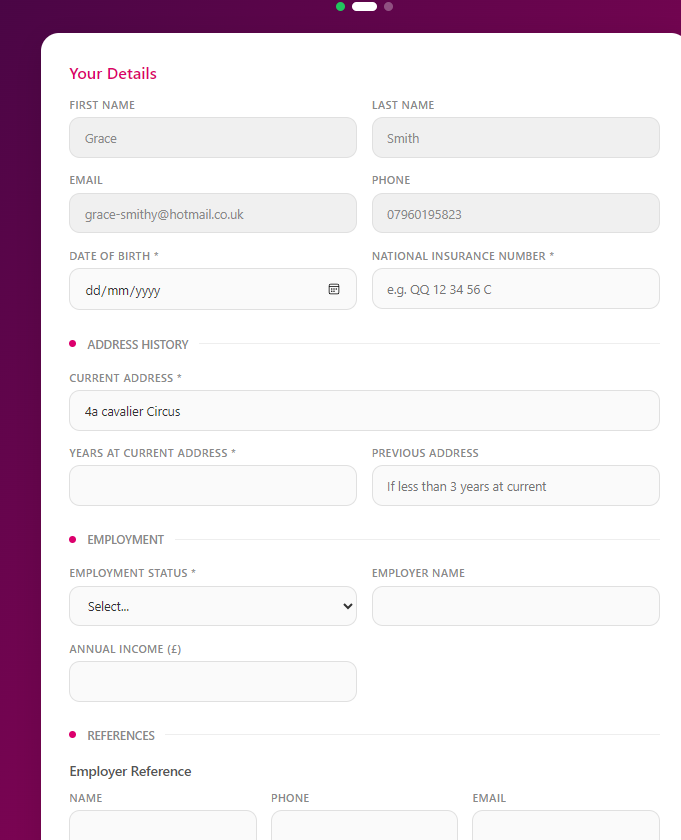 Your Details
FIRST NAME LAST NAME
Grace Smith
EMAIL PHONE
grace-smithy@hotmail.co.uk 07960195823
DATE OF BIRTH * NATIONAL INSURANCE NUMBER *
dd/mm/yyyy e.g. QQ 12 34 56 C
ADDRESS HISTORY
CURRENT ADDRESS *
4a cavalier Circus
YEARS AT CURRENT ADDRESS * PREVIOUS ADDRESS
If less than 3 years at current
EMPLOYMENT
EMPLOYMENT STATUS * EMPLOYER NAME
Select...
ANNUAL INCOME (£)
REFERENCES
Employer Reference
NAME PHONE EMAIL